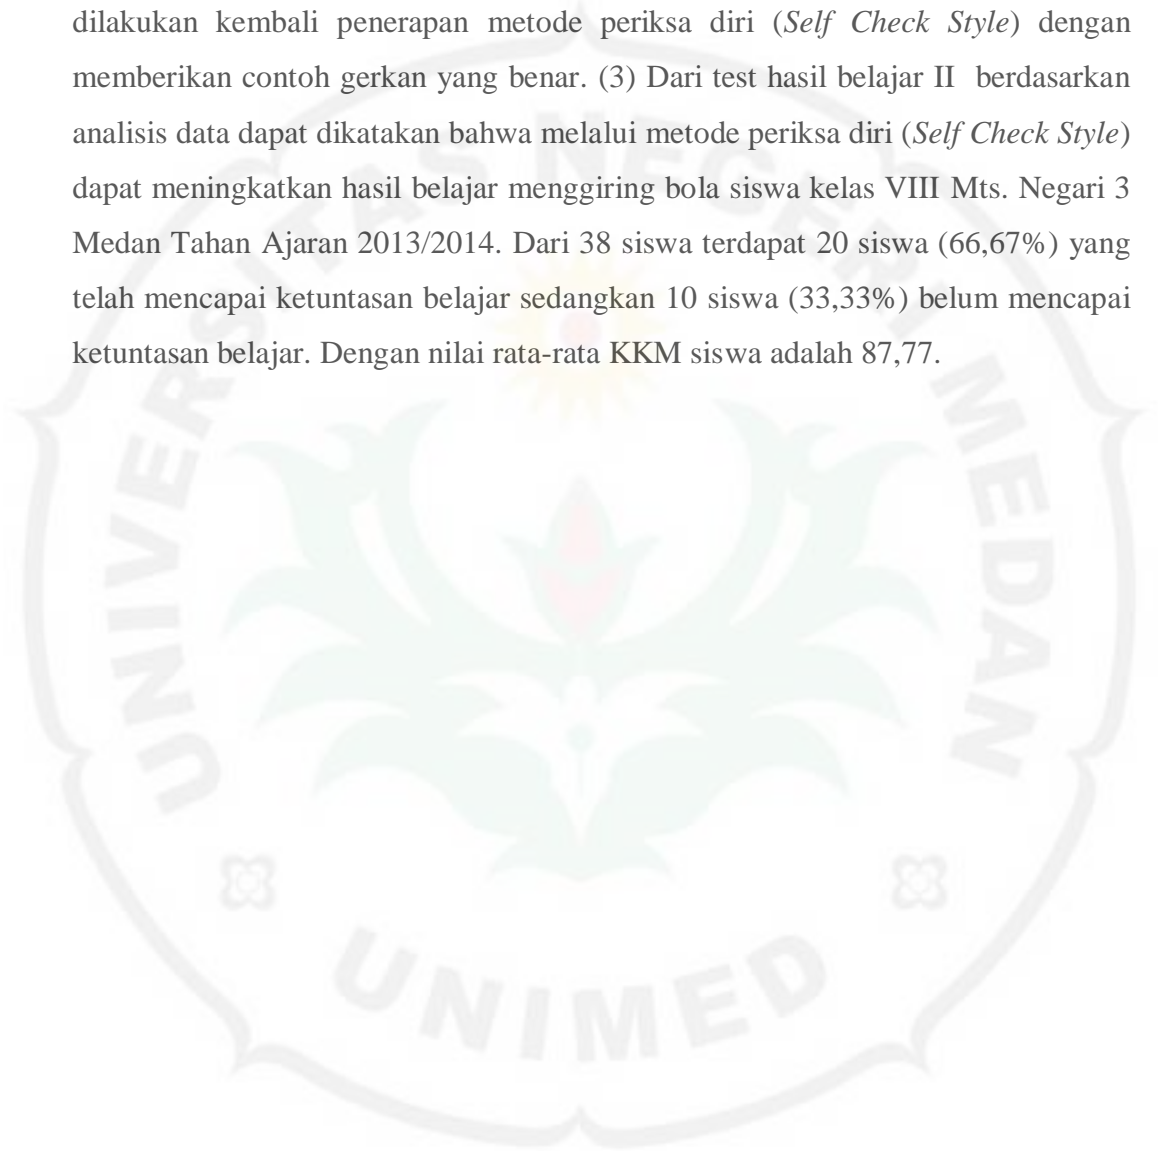 dilakukan kembali penerapan metode periksa diri (Self Check Style) dengan
memberikan contoh gerkan yang benar. (3) Dari test hasil belajar II berdasarkan
analisis data dapat dikatakan bahwa melalui metode periksa diri (Self Check Style)
dapat meningkatkan hasil belajar menggiring bola siswa kelas VIII Mts. Negari 3
Medan Tahan Ajaran 2013/2014. Dari 38 siswa terdapat 20 siswa (66,67%) yang
telah mencapai ketuntasan belajar sedangkan 10 siswa (33,33%) belum mencapai
ketuntasan belajar. Dengan nilai rata-rata KKM siswa adalah 87,77.
UNIVERSITAS NEGERI MEDAN
UNIMED